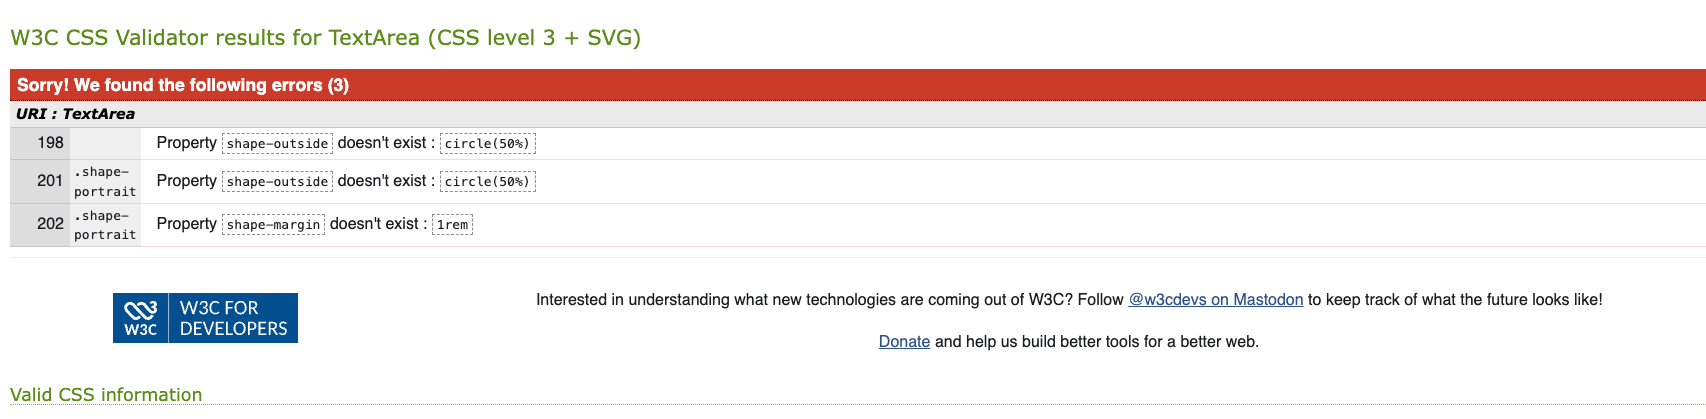 W3C CSS Validator results for TextArea (CSS level 3 + SVG)
Sorry! We found the following errors (3)
URI : TextArea
198 Property shape-outside doesn't exist : circle(50%)
201 .shape-portrait Property shape-outside doesn't exist : circle(50%)
202 .shape-portrait Property shape-margin doesn't exist : 1rem
W3C
W3C FOR
DEVELOPERS
Interested in understanding what new technologies are coming out of W3C? Follow @w3cdevs on Mastodon to keep track of what the future looks like!
Donate and help us build better tools for a better web.
Valid CSS information